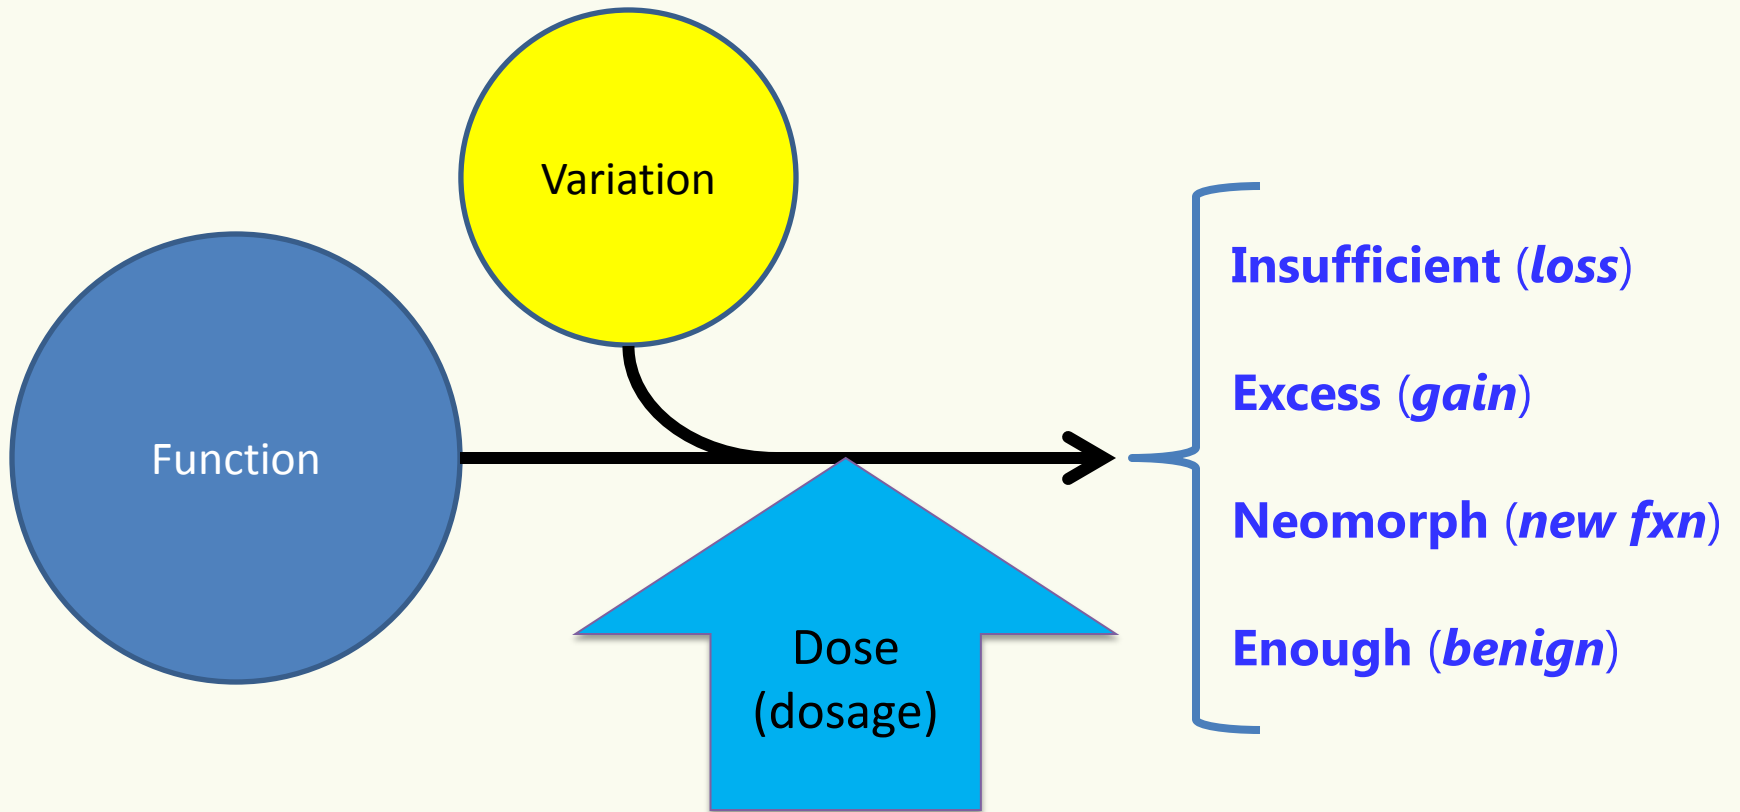 Variation
Function
Dose
(dosage)
Insufficient (loss)
Excess (gain)
Neomorph (new fxn)
Enough (benign)